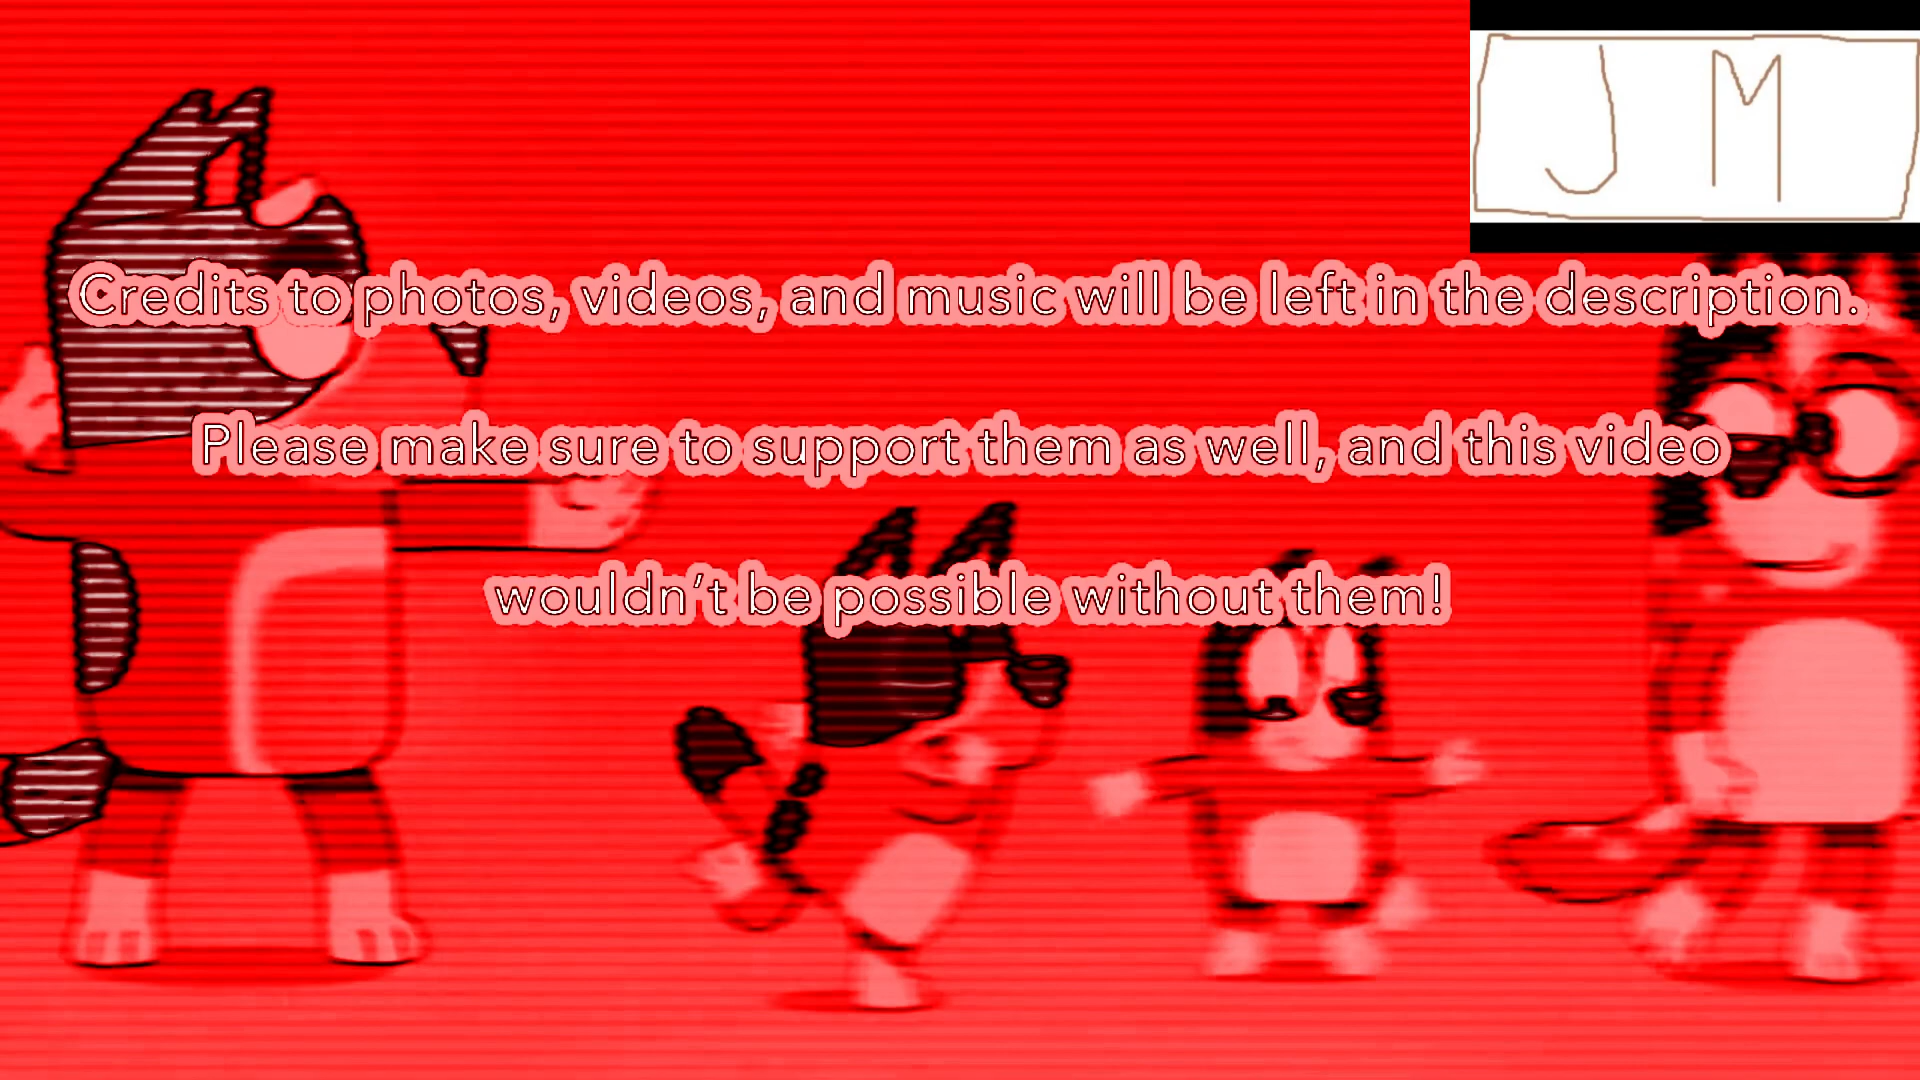 J M
Credits to photos, videos, and music will be left in the description.
Please make sure to support them as well, and this video
wouldn’t be possible without them!